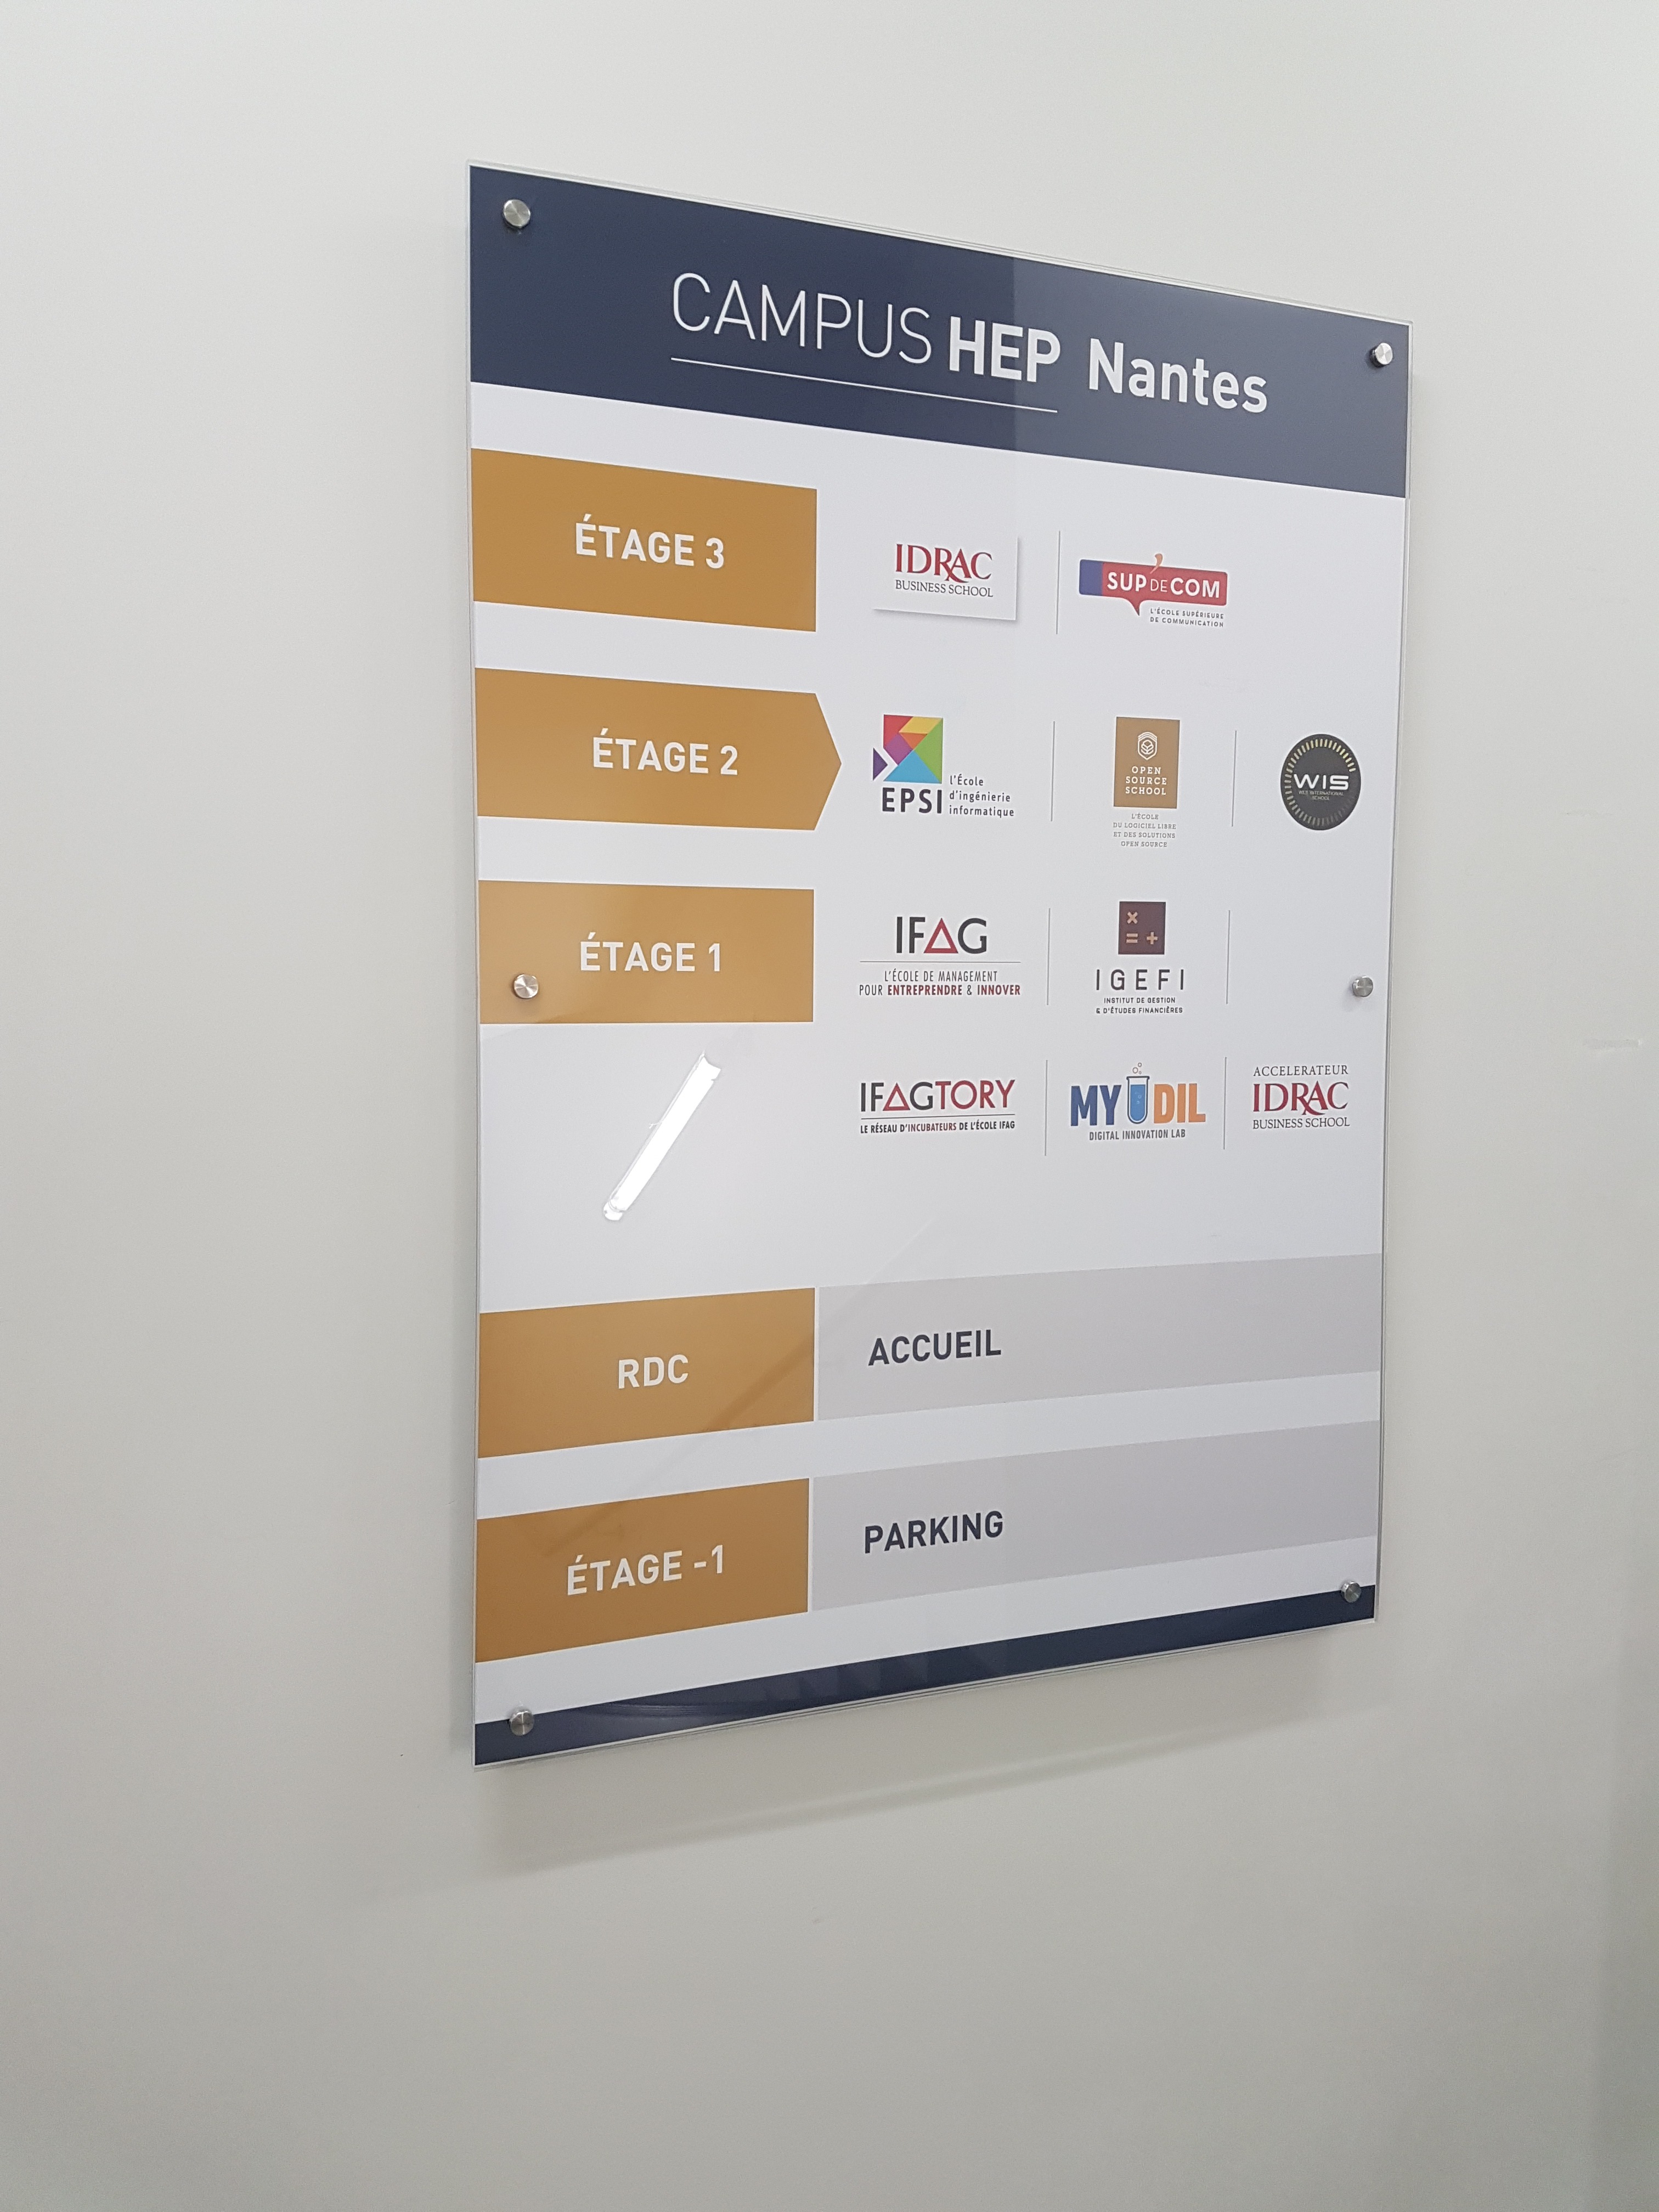 CAMPUS HEP Nantes
ÉTAGE 3
IDRAC
BUSINESS SCHOOL
SUP'DECOM
L'ÉCOLE SUPÉRIEURE
DE COMMUNICATION
ÉTAGE 2
EPSI
l'École
d'ingénierie
informatique
OPEN
SOURCE
SCHOOL
L'ÉCOLE
DU LOGICIEL LIBRE
ET DES SOLUTIONS
OPEN SOURCE
WIS
WEB INTERNATIONAL
SCHOOL
ÉTAGE 1
IFAG
L'ÉCOLE DE MANAGEMENT
POUR ENTREPRENDRE & INNOVER
× = +
IGEFI
INSTITUT DE GESTION
& D'ÉTUDES FINANCIÈRES
IFAGTORY
LE RÉSEAU D'INCUBATEURS DE L'ÉCOLE IFAG
MY DIL
DIGITAL INNOVATION LAB
ACCELERATEUR
IDRAC
BUSINESS SCHOOL
RDC
ACCUEIL
ÉTAGE -1
PARKING